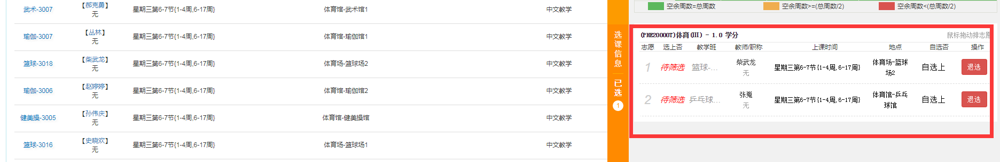 武术-3007 【郝克勇】 星期三第6-7节{1-4周,6-17周} 体育馆-武术馆1 中文教学
无
瑜伽-3007 【丛林】 星期三第6-7节{1-4周,6-17周} 体育馆-瑜伽馆1 中文教学
无
篮球-3018 【柴武龙】 星期三第6-7节{1-4周,6-17周} 体育场-篮球场2 中文教学
无
瑜伽-3006 【赵婷婷】 星期三第6-7节{1-4周,6-17周} 体育馆-瑜伽馆2 中文教学
无
健美操-3005 【孙伟庆】 星期三第6-7节{1-4周,6-17周} 体育馆-健美操馆 中文教学
无
篮球-3016 【史晓欢】 星期三第6-7节{1-4周,6-17周} 体育场-篮球场1 中文教学
无
选课信息
已选
1
空余周数=总周数 空余周数>=(总周数/2) 空余周数<(总周数/2)
(PHE20000T)体育(III) - 1.0 学分 鼠标拖动排志愿
志愿 选上否 教学班 教师/职称 上课时间 地点 自选否 操作
1 待筛选 篮球-... 柴武龙 星期三第6-7节{1-4周,6-17周} 体育场-篮球 自选上 退选
无 场2
2 待筛选 乒乓球... 张嵬 星期三第6-7节{1-4周,6-17周} 体育馆-乒乓 自选上 退选
无 球馆